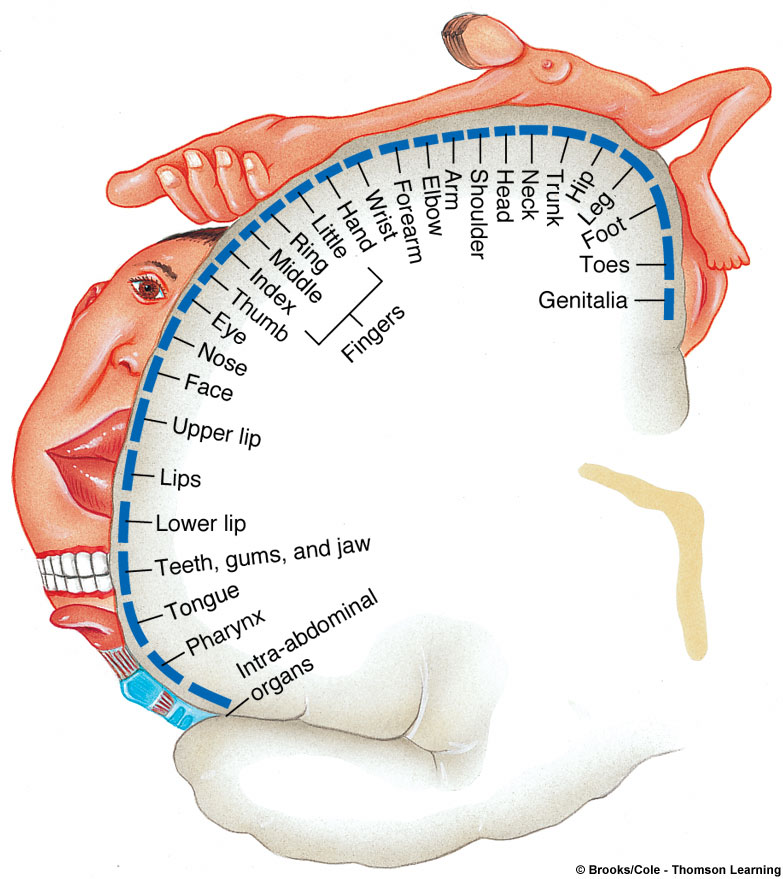 Genitalia
Toes
Foot
Leg
Hip
Trunk
Neck
Head
Shoulder
Arm
Elbow
Forearm
Wrist
Hand
Little
Ring
Middle
Index
Thumb
Fingers
Eye
Nose
Face
Upper lip
Lips
Lower lip
Teeth, gums, and jaw
Tongue
Pharynx
Intra-abdominal
organs
© Brooks/Cole - Thomson Learning